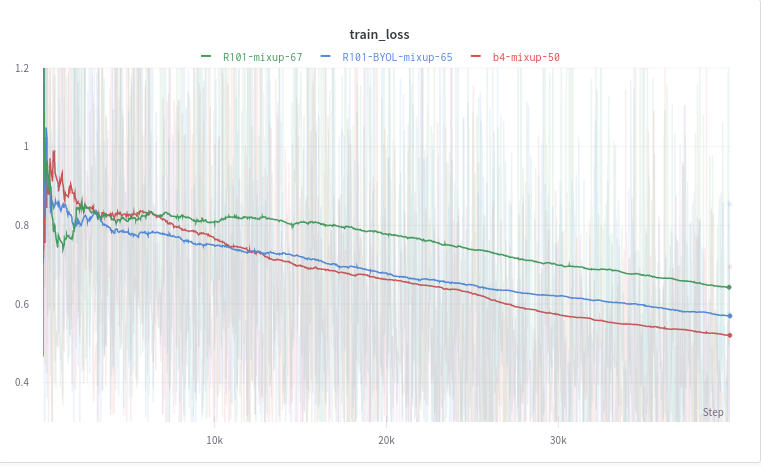 train_loss
R101-mixup-67 R101-BYOL-mixup-65 b4-mixup-50
1.2
1
0.8
0.6
0.4
Step
10k 20k 30k